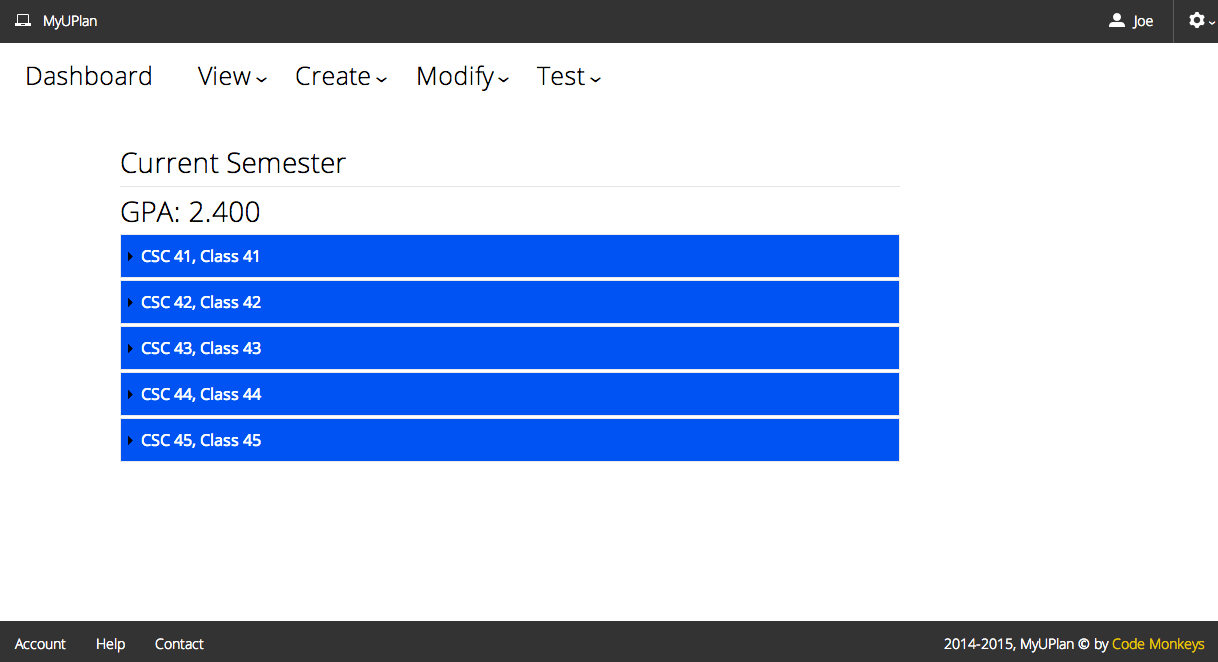 MyUPlan Joe
Dashboard View Create Modify Test
Current Semester
GPA: 2.400
CSC 41, Class 41
CSC 42, Class 42
CSC 43, Class 43
CSC 44, Class 44
CSC 45, Class 45
Account Help Contact 2014-2015, MyUPlan © by Code Monkeys